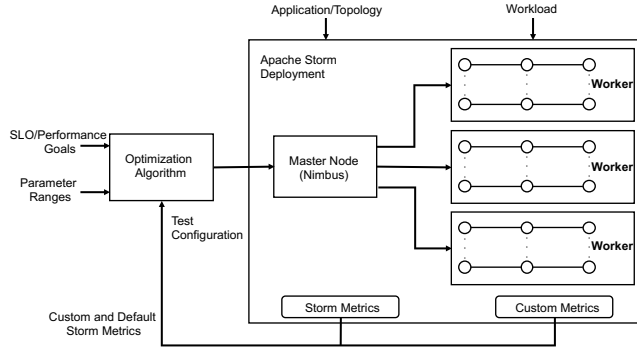 Application/Topology
Workload
Apache Storm
Deployment
Worker
SLO/Performance
Goals
Optimization
Algorithm
Master Node
(Nimbus)
Worker
Parameter
Ranges
Test
Configuration
Worker
Storm Metrics
Custom Metrics
Custom and Default
Storm Metrics